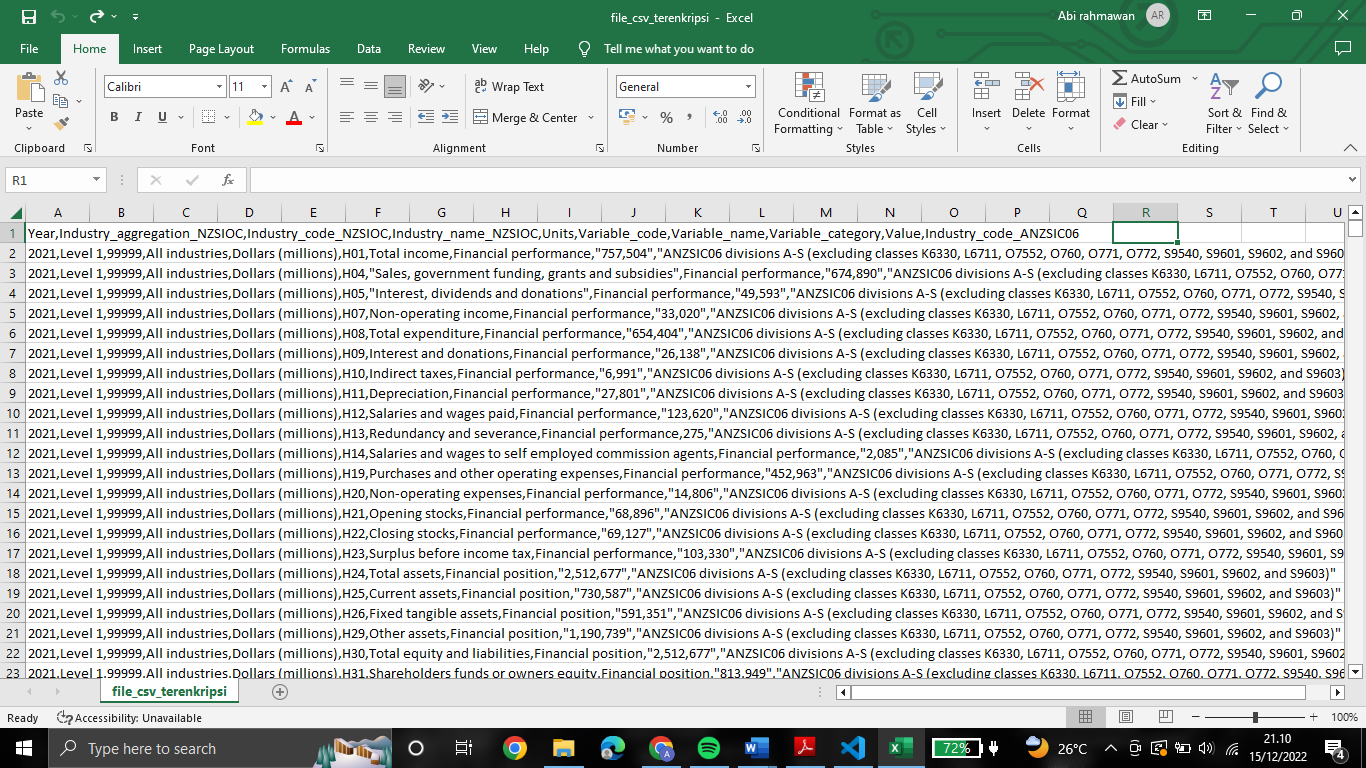 file_csv_terenkripsi - Excel
Abi rahmawan AR
File Home Insert Page Layout Formulas Data Review View Help Tell me what you want to do
Paste
Clipboard
Calibri 11
B I U
Font
Wrap Text
Merge & Center
Alignment
General
Number
Conditional Formatting
Format as Table
Cell Styles
Styles
Insert Delete Format
Cells
AutoSum
Fill
Clear
Sort & Filter
Find & Select
Editing
R1
fx
A B C D E F G H I J K L M N O P Q R S T U
1 Year,Industry_aggregation_NZSIOC,Industry_code_NZSIOC,Industry_name_NZSIOC,Units,Variable_code,Variable_name,Variable_category,Value,Industry_code_ANZSIC06
2 2021,Level 1,99999,All industries,Dollars (millions),H01,Total income,Financial performance,"757,504","ANZSIC06 divisions A-S (excluding classes K6330, L6711, O7552, O760, O771, O772, S9540, S9601, S9602, and S960
3 2021,Level 1,99999,All industries,Dollars (millions),H04,"Sales, government funding, grants and subsidies",Financial performance,"674,890","ANZSIC06 divisions A-S (excluding classes K6330, L6711, O7552, O760, O77
4 2021,Level 1,99999,All industries,Dollars (millions),H05,"Interest, dividends and donations",Financial performance,"49,593","ANZSIC06 divisions A-S (excluding classes K6330, L6711, O7552, O760, O771, O772, S9540, S
5 2021,Level 1,99999,All industries,Dollars (millions),H07,Non-operating income,Financial performance,"33,020","ANZSIC06 divisions A-S (excluding classes K6330, L6711, O7552, O760, O771, O772, S9540, S9601, S9602,
6 2021,Level 1,99999,All industries,Dollars (millions),H08,Total expenditure,Financial performance,"654,404","ANZSIC06 divisions A-S (excluding classes K6330, L6711, O7552, O760, O771, O772, S9540, S9601, S9602, and
7 2021,Level 1,99999,All industries,Dollars (millions),H09,Interest and donations,Financial performance,"26,138","ANZSIC06 divisions A-S (excluding classes K6330, L6711, O7552, O760, O771, O772, S9540, S9601, S9602,
8 2021,Level 1,99999,All industries,Dollars (millions),H10,Indirect taxes,Financial performance,"6,991","ANZSIC06 divisions A-S (excluding classes K6330, L6711, O7552, O760, O771, O772, S9540, S9601, S9602, and S9603)
9 2021,Level 1,99999,All industries,Dollars (millions),H11,Depreciation,Financial performance,"27,801","ANZSIC06 divisions A-S (excluding classes K6330, L6711, O7552, O760, O771, O772, S9540, S9601, S9602, and S9603
10 2021,Level 1,99999,All industries,Dollars (millions),H12,Salaries and wages paid,Financial performance,"123,620","ANZSIC06 divisions A-S (excluding classes K6330, L6711, O7552, O760, O771, O772, S9540, S9601, S960
11 2021,Level 1,99999,All industries,Dollars (millions),H13,Redundancy and severance,Financial performance,275,"ANZSIC06 divisions A-S (excluding classes K6330, L6711, O7552, O760, O771, O772, S9540, S9601, S9602,
12 2021,Level 1,99999,All industries,Dollars (millions),H14,Salaries and wages to self employed commission agents,Financial performance,"2,085","ANZSIC06 divisions A-S (excluding classes K6330, L6711, O7552, O760,
13 2021,Level 1,99999,All industries,Dollars (millions),H19,Purchases and other operating expenses,Financial performance,"452,963","ANZSIC06 divisions A-S (excluding classes K6330, L6711, O7552, O760, O771, O772, S
14 2021,Level 1,99999,All industries,Dollars (millions),H20,Non-operating expenses,Financial performance,"14,806","ANZSIC06 divisions A-S (excluding classes K6330, L6711, O7552, O760, O771, O772, S9540, S9601, S960
15 2021,Level 1,99999,All industries,Dollars (millions),H21,Opening stocks,Financial performance,"68,896","ANZSIC06 divisions A-S (excluding classes K6330, L6711, O7552, O760, O771, O772, S9540, S9601, S9602, and S96
16 2021,Level 1,99999,All industries,Dollars (millions),H22,Closing stocks,Financial performance,"69,127","ANZSIC06 divisions A-S (excluding classes K6330, L6711, O7552, O760, O771, O772, S9540, S9601, S9602, and S960
17 2021,Level 1,99999,All industries,Dollars (millions),H23,Surplus before income tax,Financial performance,"103,330","ANZSIC06 divisions A-S (excluding classes K6330, L6711, O7552, O760, O771, O772, S9540, S9601, S9
18 2021,Level 1,99999,All industries,Dollars (millions),H24,Total assets,Financial position,"2,512,677","ANZSIC06 divisions A-S (excluding classes K6330, L6711, O7552, O760, O771, O772, S9540, S9601, S9602, and S9603)"
19 2021,Level 1,99999,All industries,Dollars (millions),H25,Current assets,Financial position,"730,587","ANZSIC06 divisions A-S (excluding classes K6330, L6711, O7552, O760, O771, O772, S9540, S9601, S9602, and S9603)"
20 2021,Level 1,99999,All industries,Dollars (millions),H26,Fixed tangible assets,Financial position,"591,351","ANZSIC06 divisions A-S (excluding classes K6330, L6711, O7552, O760, O771, O772, S9540, S9601, S9602, and S9
21 2021,Level 1,99999,All industries,Dollars (millions),H29,Other assets,Financial position,"1,190,739","ANZSIC06 divisions A-S (excluding classes K6330, L6711, O7552, O760, O771, O772, S9540, S9601, S9602, and S9603)"
22 2021,Level 1,99999,All industries,Dollars (millions),H30,Total equity and liabilities,Financial position,"2,512,677","ANZSIC06 divisions A-S (excluding classes K6330, L6711, O7552, O760, O771, O772, S9540, S9601, S9602,
23 2021,Level 1,99999,All industries,Dollars (millions),H31,Shareholders funds or owners equity,Financial position,"813,949","ANZSIC06 divisions A-S (excluding classes K6330, L6711, O7552, O760, O771, O772, S9540, S96
file_csv_terenkripsi
Ready Accessibility: Unavailable 100%
Type here to search 72% 26°C 21.10
15/12/2022 4